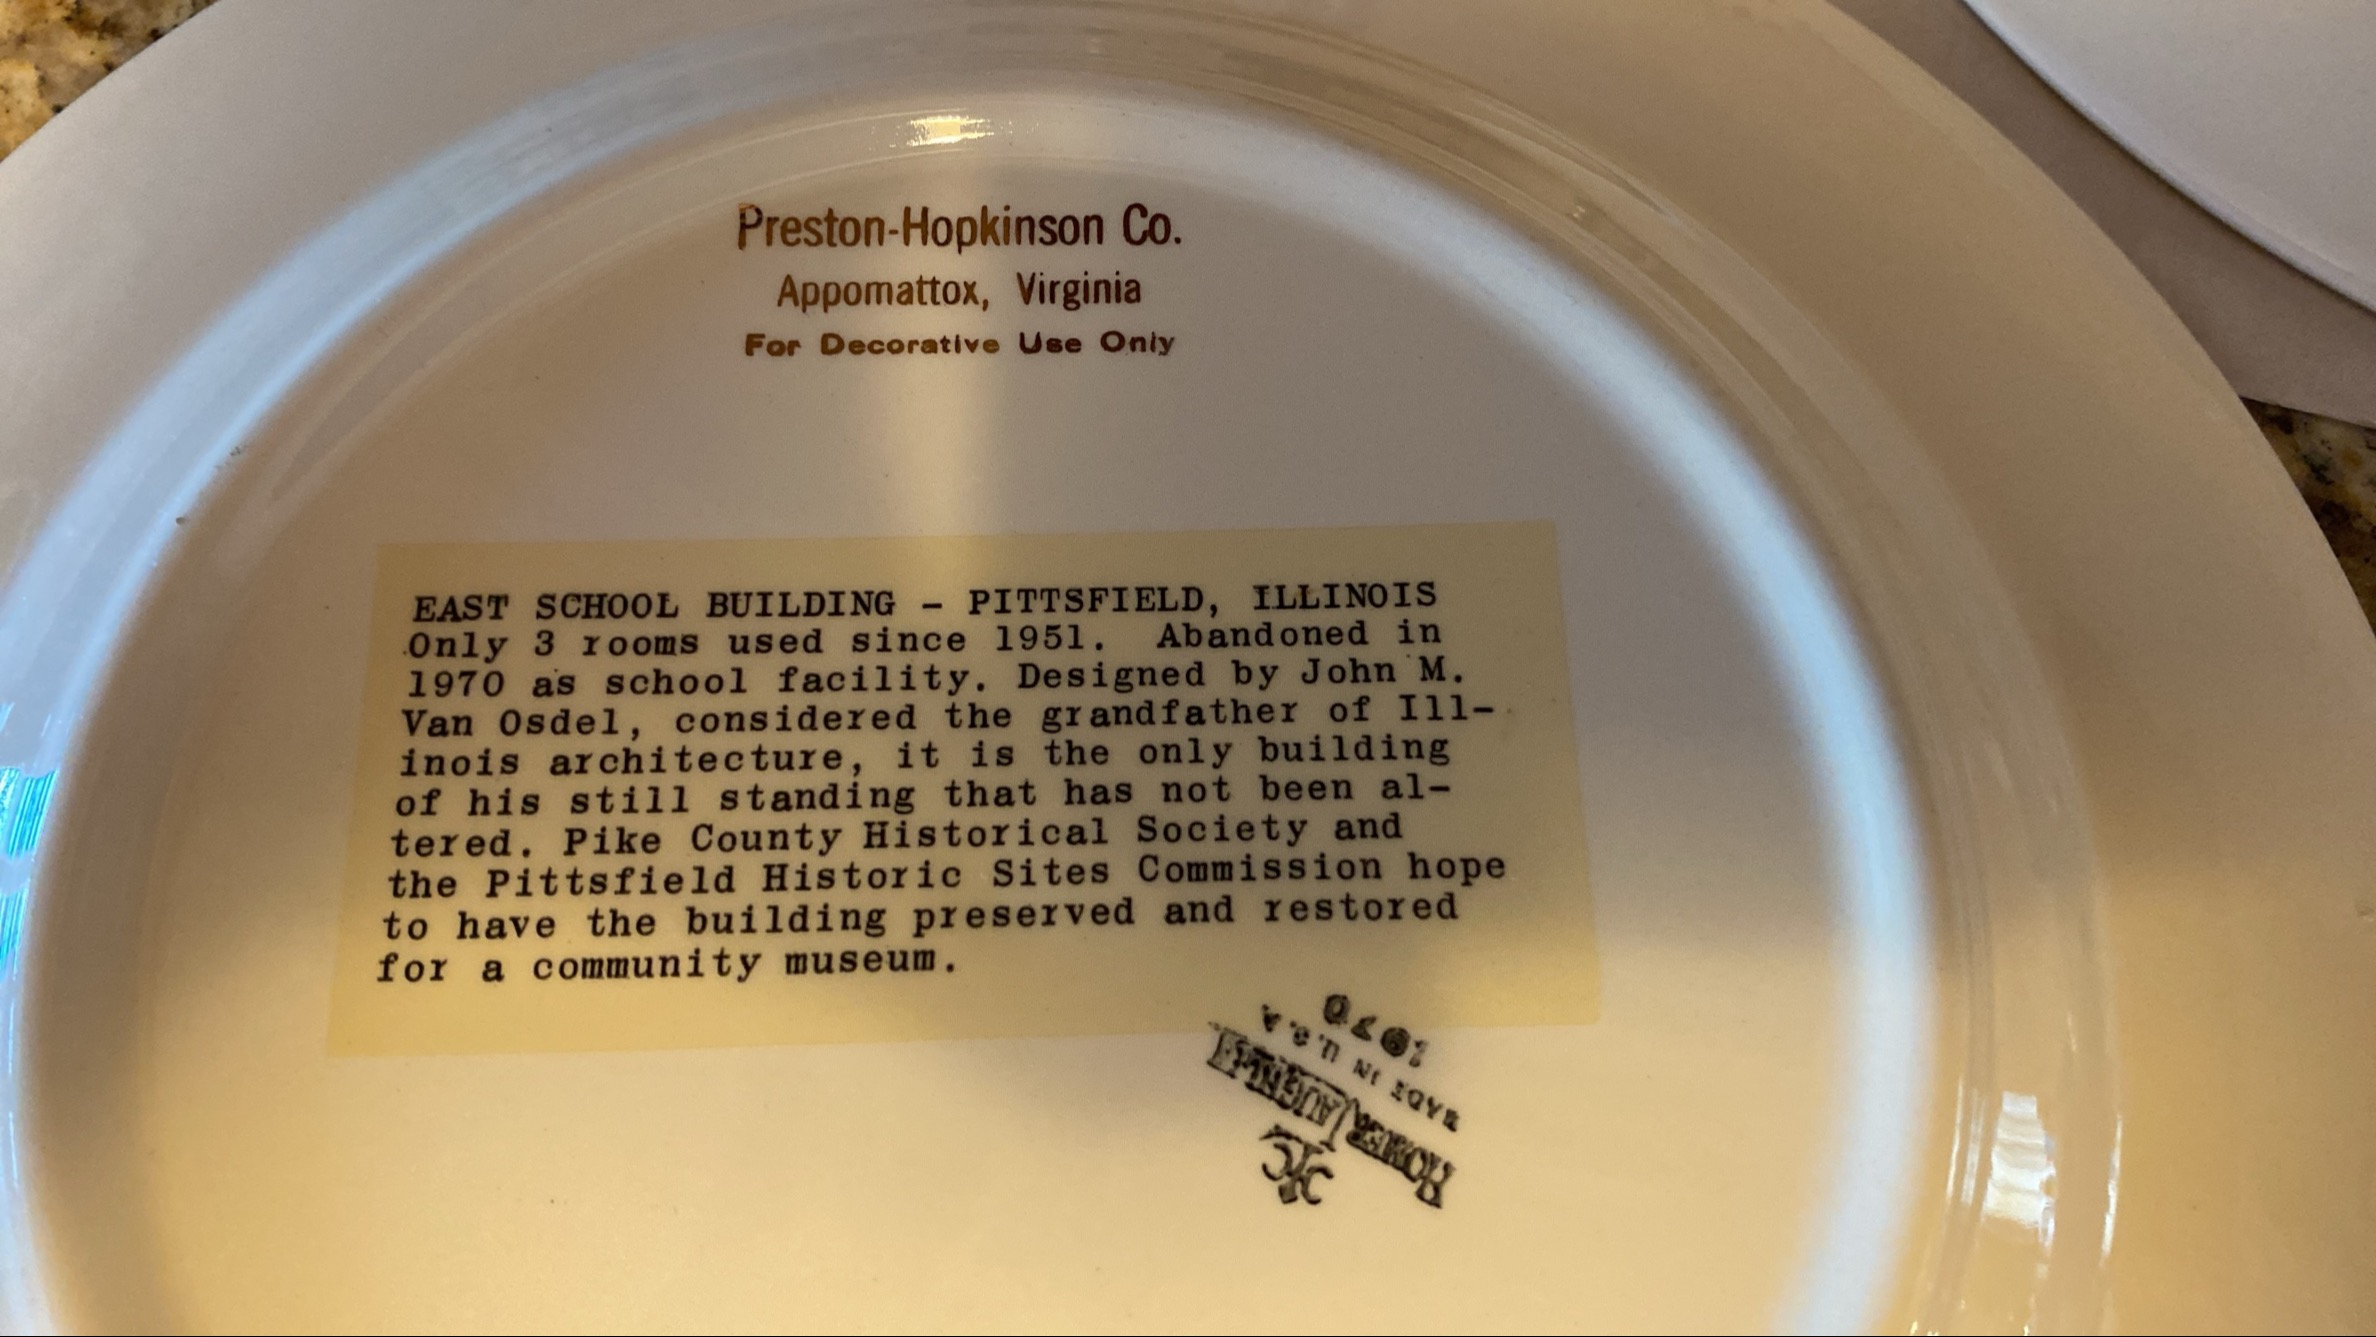 Preston-Hopkinson Co.
Appomattox, Virginia
For Decorative Use Only
EAST SCHOOL BUILDING - PITTSFIELD, ILLINOIS
Only 3 rooms used since 1951. Abandoned in
1970 as school facility. Designed by John M.
Van Osdel, considered the grandfather of Ill-
inois architecture, it is the only building
of his still standing that has not been al-
tered. Pike County Historical Society and
the Pittsfield Historic Sites Commission hope
to have the building preserved and restored
for a community museum.
HOMER LAUGHLIN
MADE IN U.S.A.